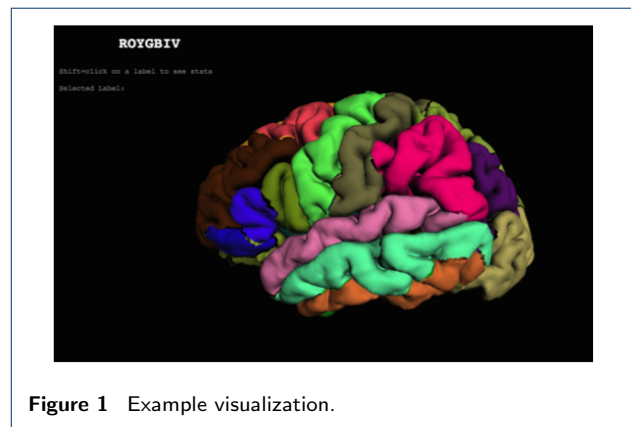 ROYGBIV
Shift+click on a label to see stats
Selected Label:
Figure 1 Example visualization.